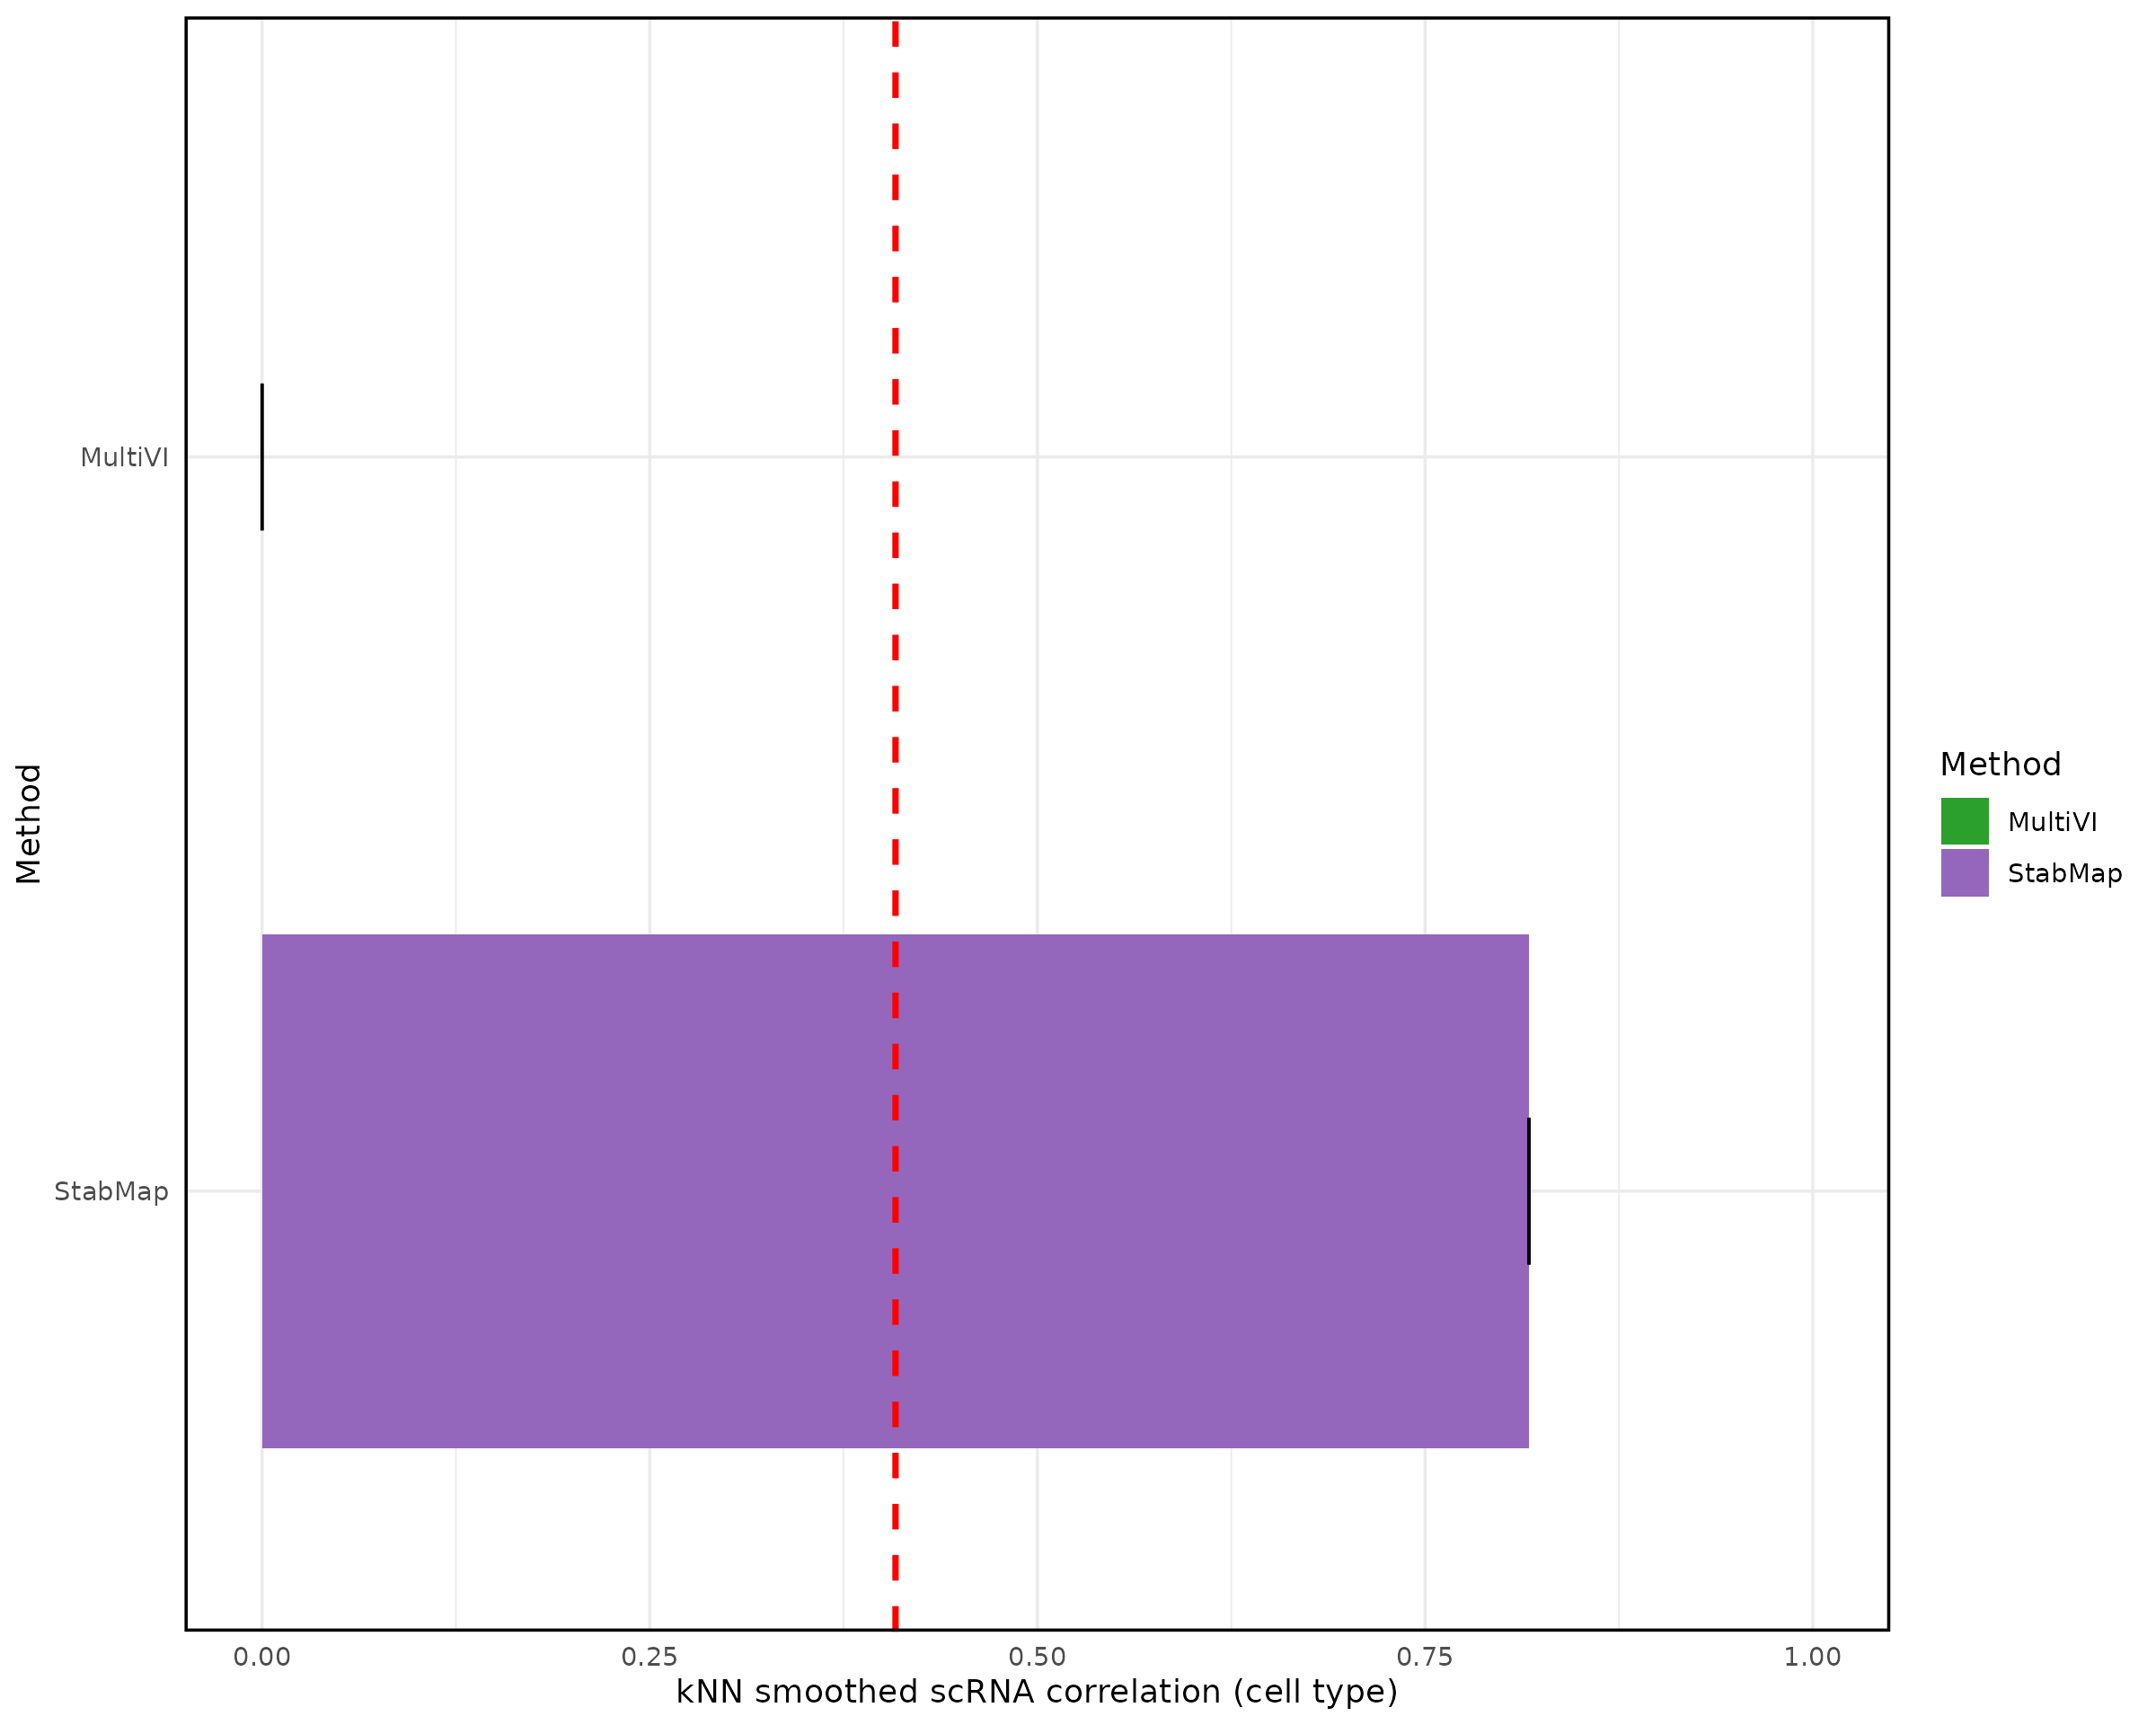 Method
MultiVI
StabMap
0.00
0.25
0.50
0.75
1.00
kNN smoothed scRNA correlation (cell type)
Method
MultiVI
StabMap